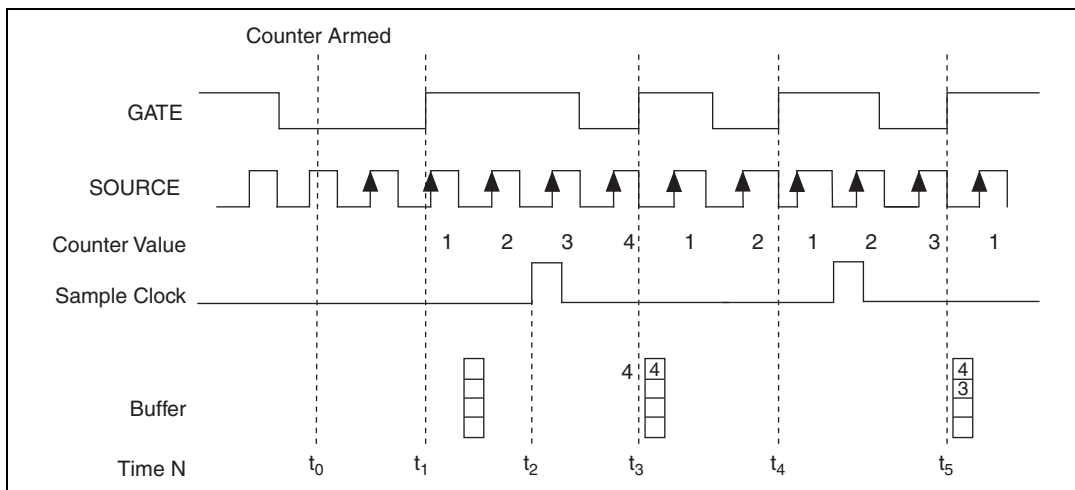 Counter Armed
GATE
SOURCE
Counter Value 1 2 3 4 1 2 1 2 3 1
Sample Clock
4 4 4
3
Buffer
Time N t0 t1 t2 t3 t4 t5